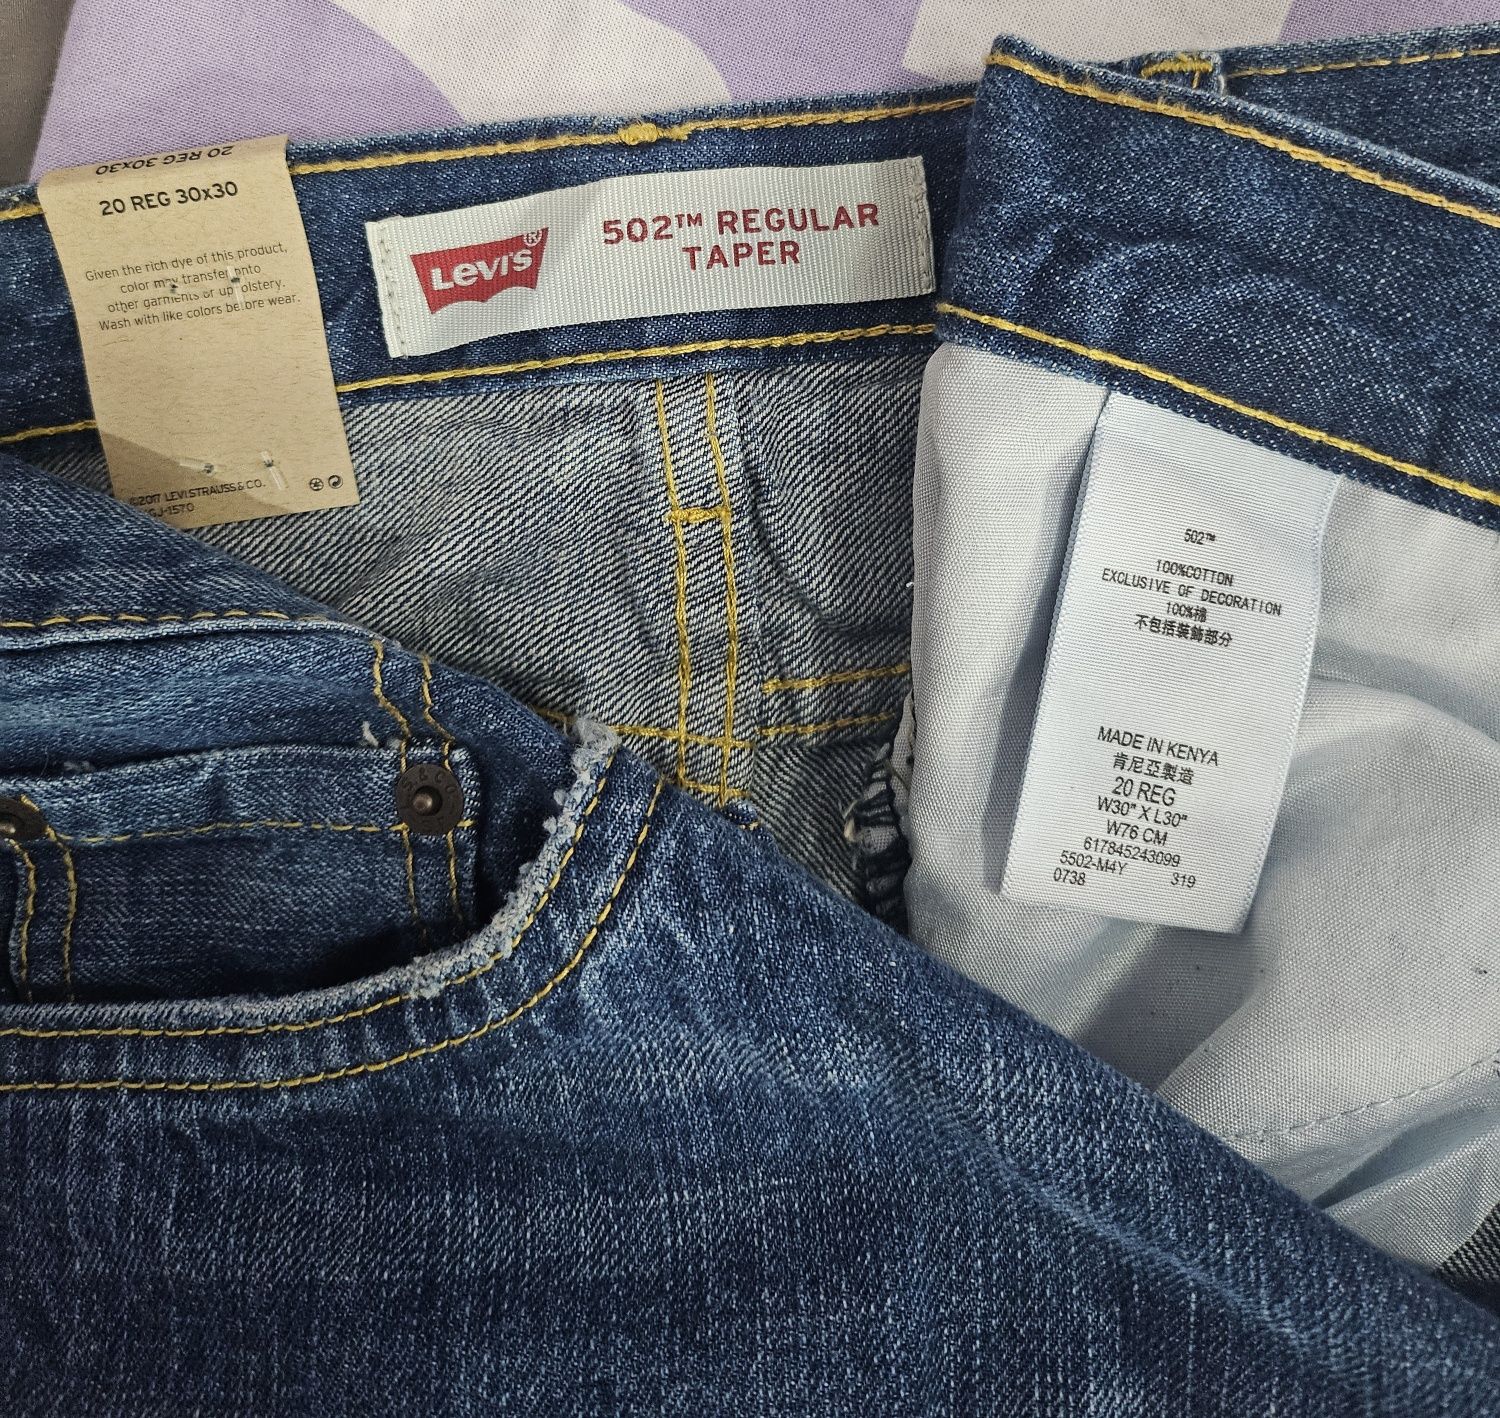 20 REG 30x30
20 REG 30x30
Given the rich dye of this product,
color may transfer onto
other garments or upholstery.
Wash with like colors before wear.
©2017 LEVI STRAUSS & CO.
J-1570
LEVI'S®
502™ REGULAR
TAPER
502™
100%COTTON
EXCLUSIVE OF DECORATION
100%棉
不包括裝飾部分
MADE IN KENYA
肯尼亞製造
20 REG
W30" X L30"
W76 CM
617845243099
5502-M4Y 319
0738